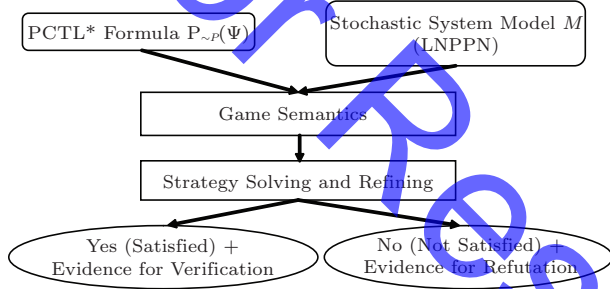 PCTL* Formula P∼P(Ψ)
Stochastic System Model M
(LNPPN)
Game Semantics
Strategy Solving and Refining
Yes (Satisfied) +
Evidence for Verification
No (Not Satisfied) +
Evidence for Refutation